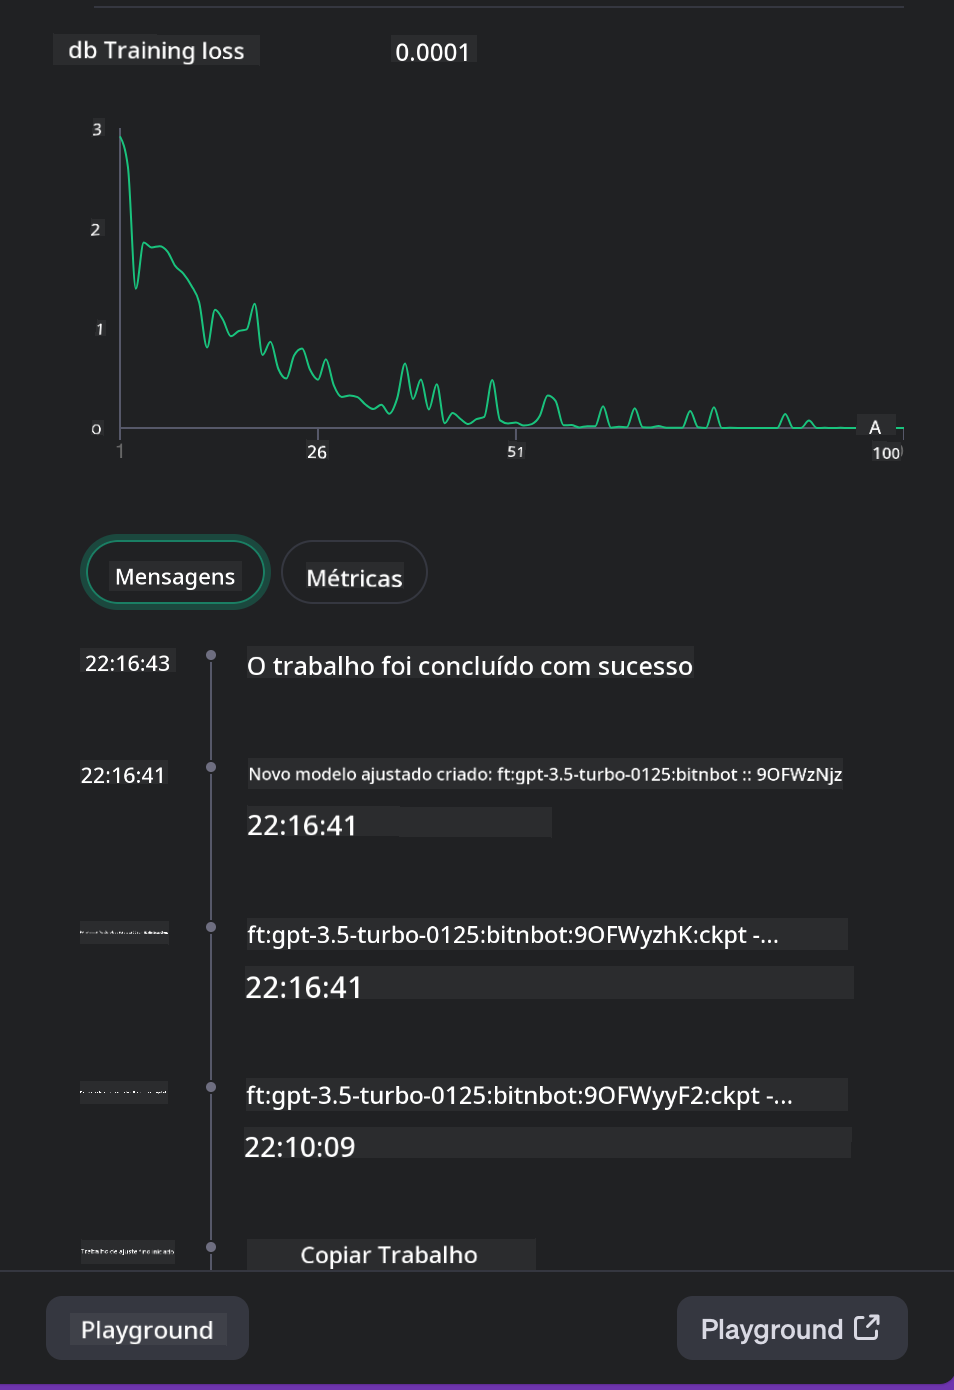 db Training loss
0.0001
3
2
1
0
1
26
51
A
100
Mensagens
Métricas
22:16:43
O trabalho foi concluído com sucesso
22:16:41
Novo modelo ajustado criado: ft:gpt-3.5-turbo-0125:bitnbot :: 9OFWzNjz
22:16:41
ft:gpt-3.5-turbo-0125:bitnbot:9OFWyzhK:ckpt -...
22:16:41
ft:gpt-3.5-turbo-0125:bitnbot:9OFWyyF2:ckpt -...
22:10:09
Trabalho de ajuste fino iniciado
Copiar Trabalho
Playground
Playground